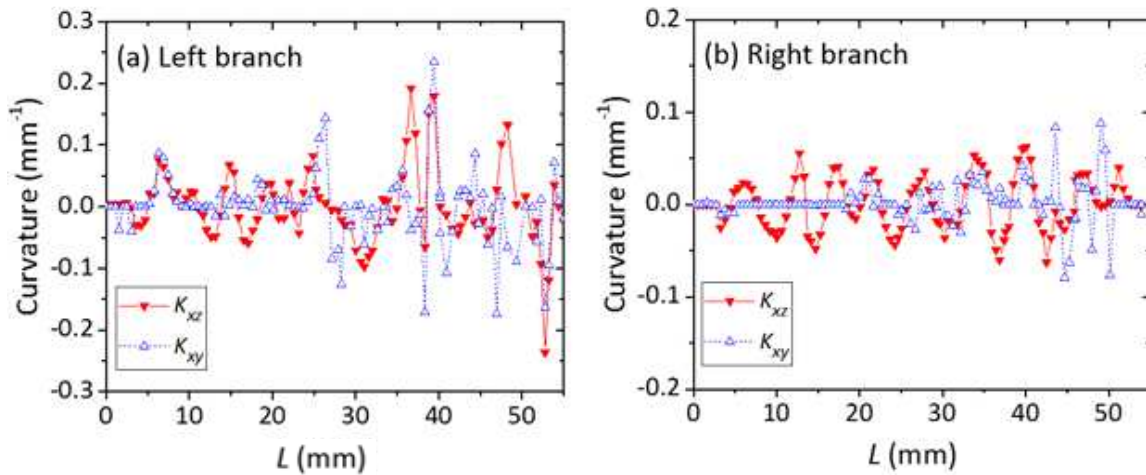 (a) Left branch
Curvature (mm⁻¹)
0.3
0.2
0.1
0.0
-0.1
-0.2
-0.3
K_xz
K_xy
0 10 20 30 40 50
L (mm)
(b) Right branch
Curvature (mm⁻¹)
0.2
0.1
0.0
-0.1
-0.2
K_xz
K_xy
0 10 20 30 40 50
L (mm)